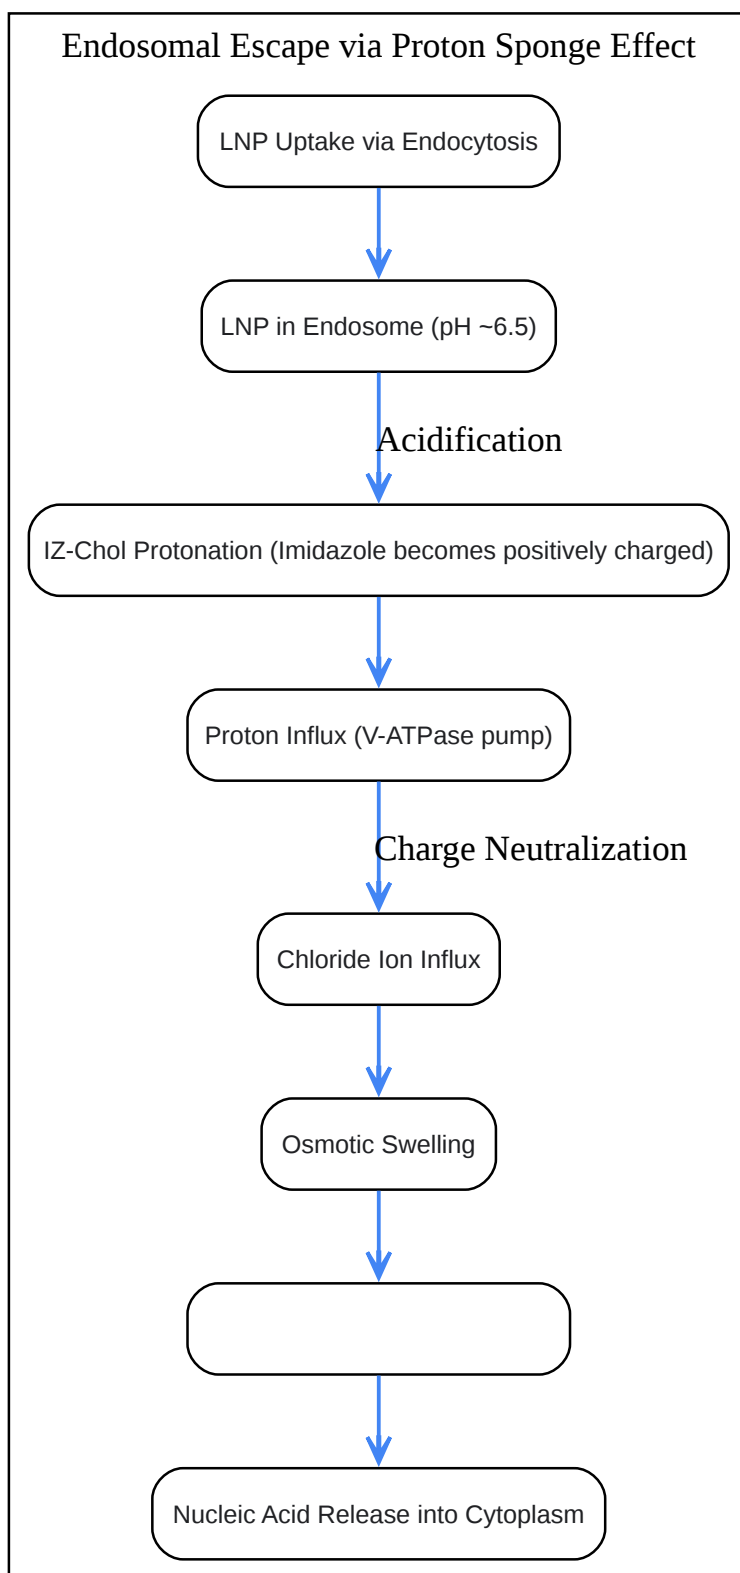 Endosomal Escape via Proton Sponge Effect
LNP Uptake via Endocytosis
LNP in Endosome (pH ~6.5)
Acidification
IZ-Chol Protonation (Imidazole becomes positively charged)
Proton Influx (V-ATPase pump)
Charge Neutralization
Chloride Ion Influx
Osmotic Swelling
Nucleic Acid Release into Cytoplasm